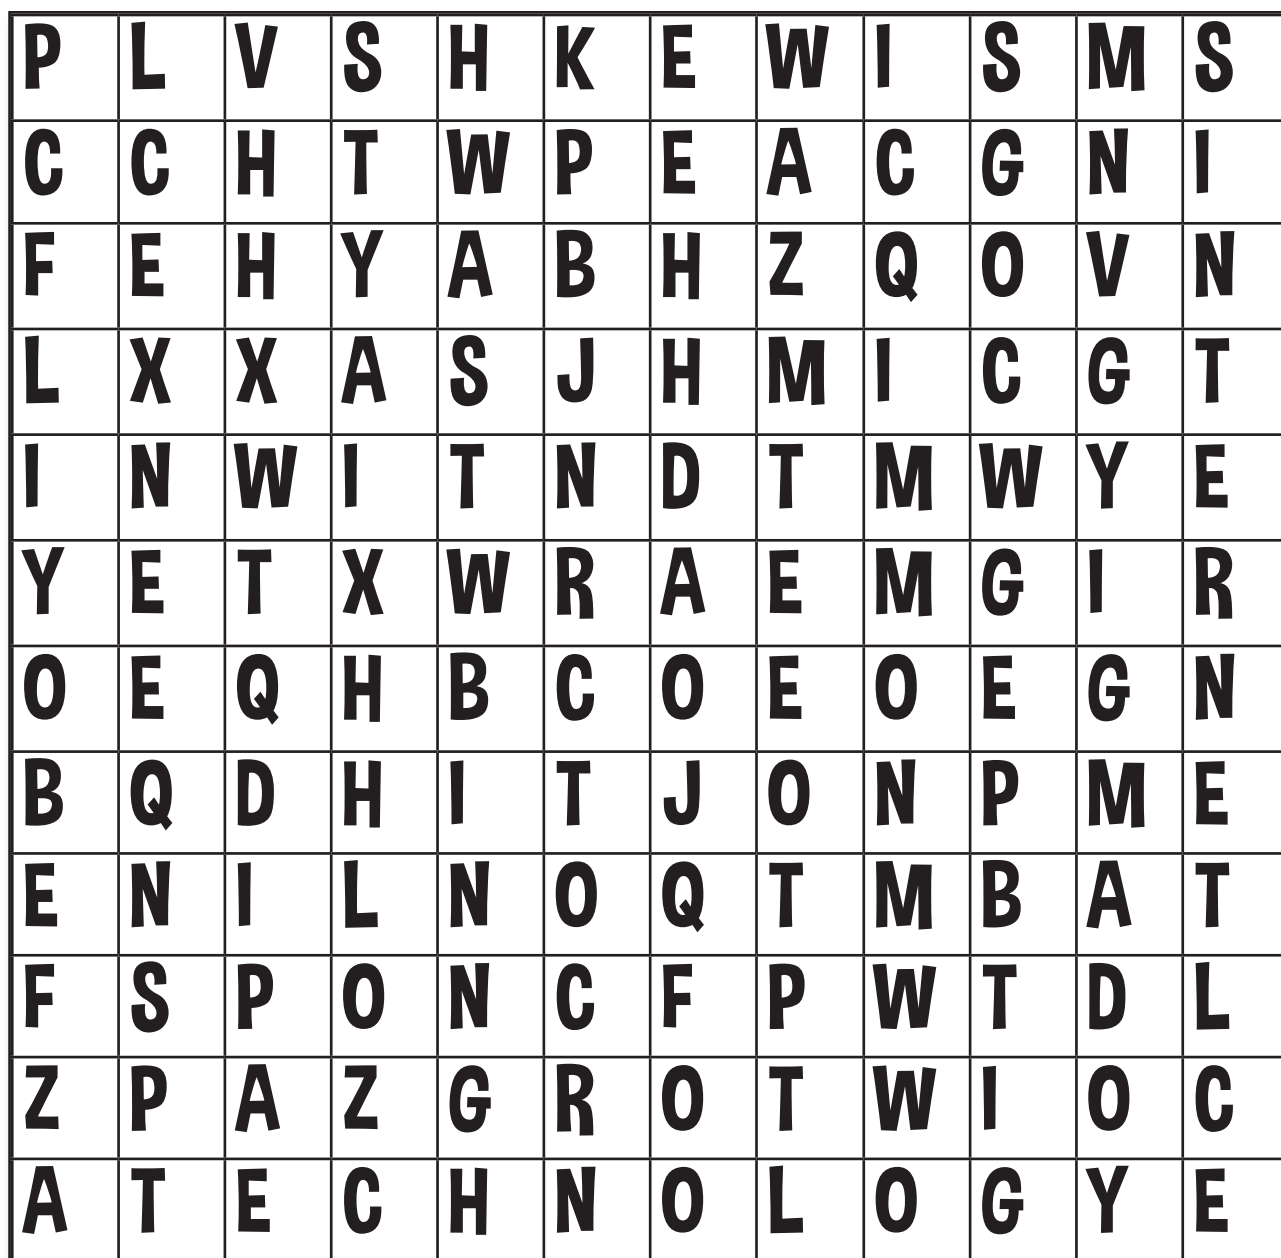 P L V S H K E W I S M S
C C H T W P E A C G N I
F E H Y A B H Z Q O V N
L X X A S J H M I C G T
I N W I T N D T M W Y E
Y E T X W R A E M G I R
O E Q H B C O E O E G N
B Q D H I T J O N P M E
E N I L N O Q T M B A T
F S P O N C F P W T D L
Z P A Z G R O T W I O C
A T E C H N O L O G Y E